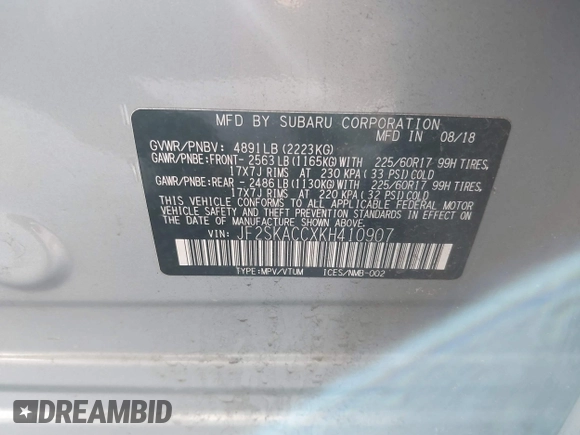 MFD BY SUBARU CORPORATION
MFD IN 08/18
GVWR/PNBV: 4891LB(2223KG)
GAWR/PNBE:FRONT- 2563LB(1165KG)WITH 225/60R17 99H TIRES,
17X7J RIMS AT 230 KPA(33 PSI)COLD
GAWR/PNBE:REAR - 2486LB(1130KG)WITH 225/60R17 99H TIRES,
17X7J RIMS AT 220 KPA(32 PSI)COLD
THIS VEHICLE CONFORMS TO ALL APPLICABLE FEDERAL MOTOR
VEHICLE SAFETY, BUMPER, AND THEFT PREVENTION STANDARDS
IN EFFECT ON THE DATE OF MANUFACTURE SHOWN ABOVE.
VIN: JF2SKACCXKH410907
TYPE:MPV/VTUM ICES/NMB-002
DREAMBID